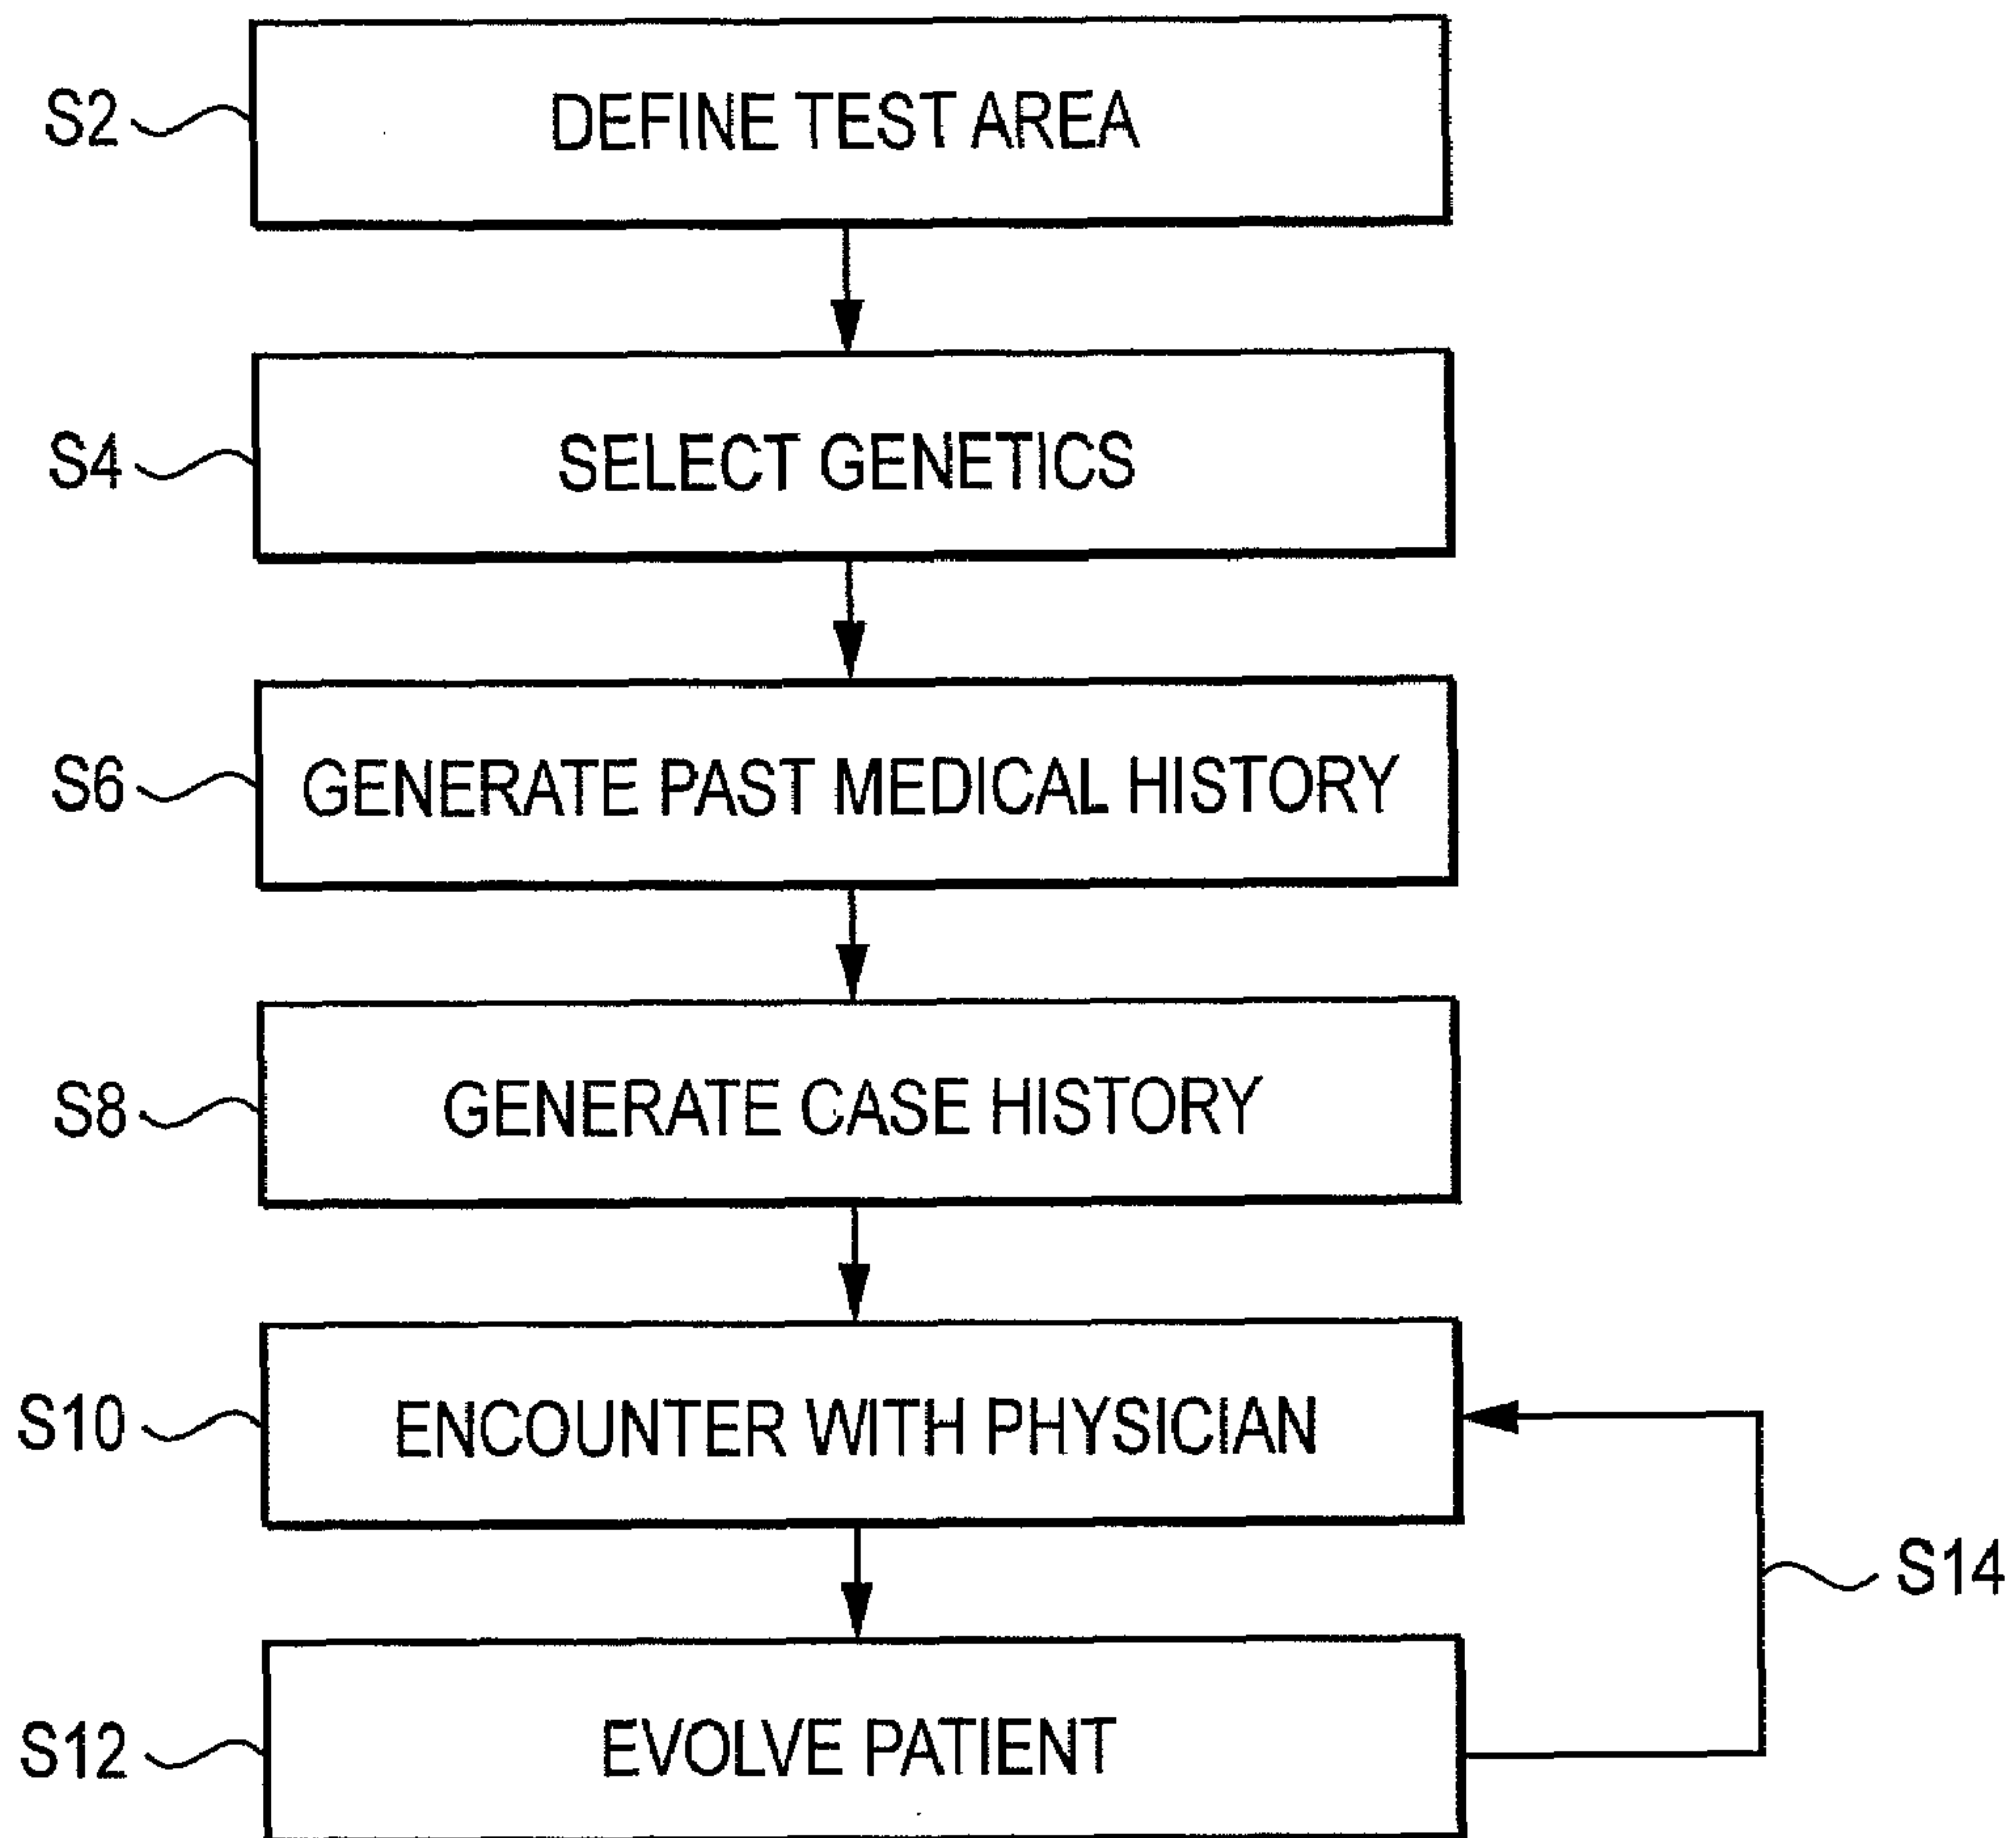 S2 DEFINE TEST AREA
S4 SELECT GENETICS
S6 GENERATE PAST MEDICAL HISTORY
S8 GENERATE CASE HISTORY
S10 ENCOUNTER WITH PHYSICIAN
S14
S12 EVOLVE PATIENT